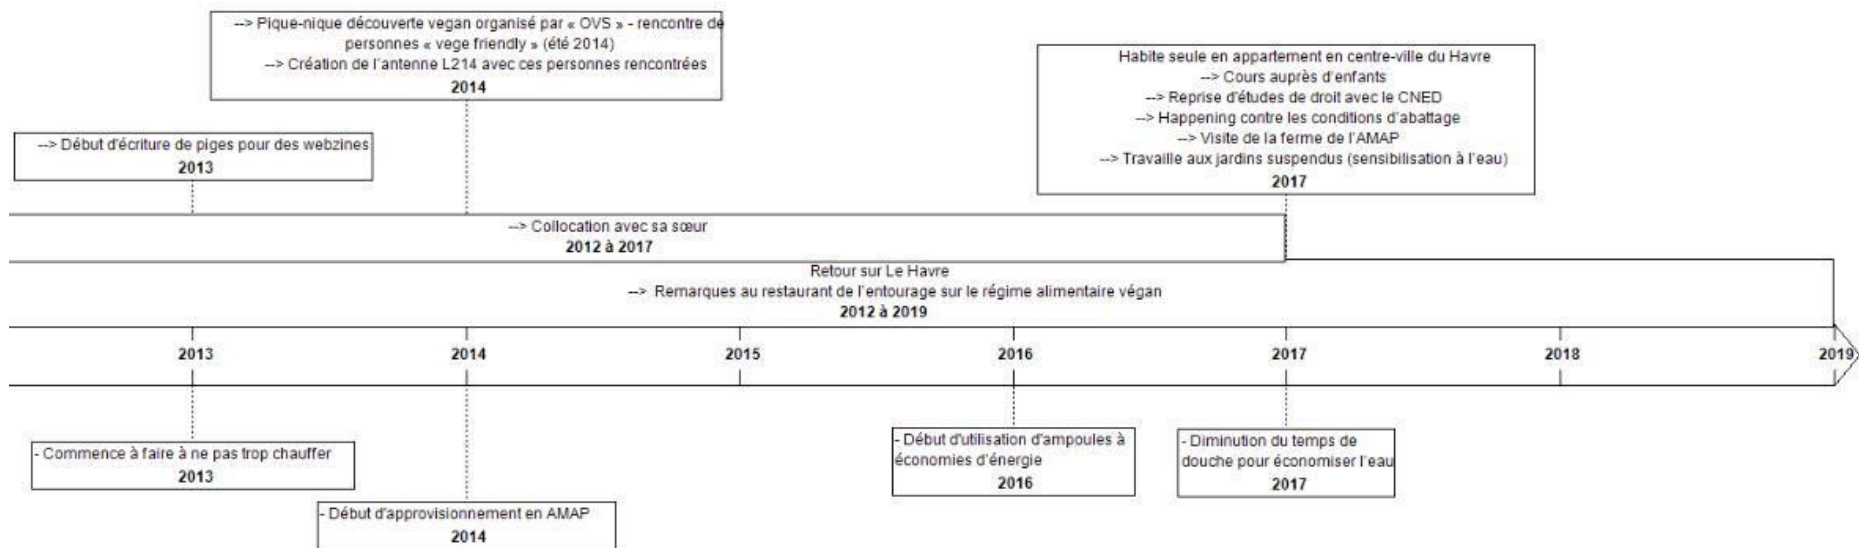 --> Pique-nique découverte vegan organisé par « OVS » - rencontre de
personnes « vege friendly » (été 2014)
--> Création de l'antenne L214 avec ces personnes rencontrées
2014
Habite seule en appartement en centre-ville du Havre
--> Cours auprès d'enfants
--> Reprise d'études de droit avec le CNED
--> Happening contre les conditions d'abattage
--> Visite de la ferme de l'AMAP
--> Travaille aux jardins suspendus (sensibilisation à l'eau)
2017
--> Début d'écriture de piges pour des webzines
2013
--> Collocation avec sa sœur
2012 à 2017
Retour sur Le Havre
--> Remarques au restaurant de l'entourage sur le régime alimentaire végan
2012 à 2019
2013 2014 2015 2016 2017 2018 2019
- Commence à faire à ne pas trop chauffer
2013
- Début d'approvisionnement en AMAP
2014
- Début d'utilisation d'ampoules à
économies d'énergie
2016
- Diminution du temps de
douche pour économiser l'eau
2017